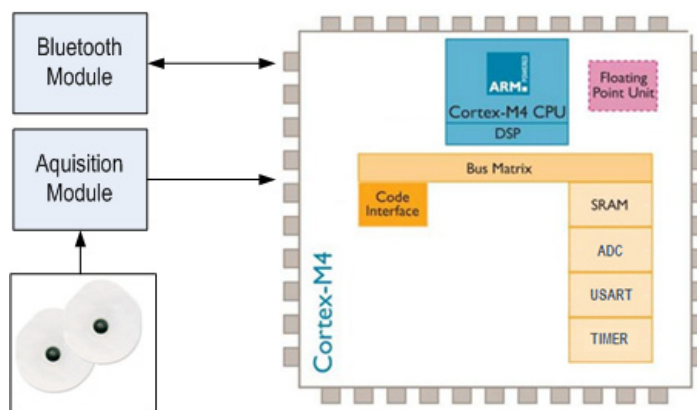 Bluetooth
Module
Aquisition
Module
ARM.
POWERED
Cortex-M4 CPU
DSP
Floating
Point Unit
Bus Matrix
Code
Interface
SRAM
ADC
USART
TIMER
Cortex-M4